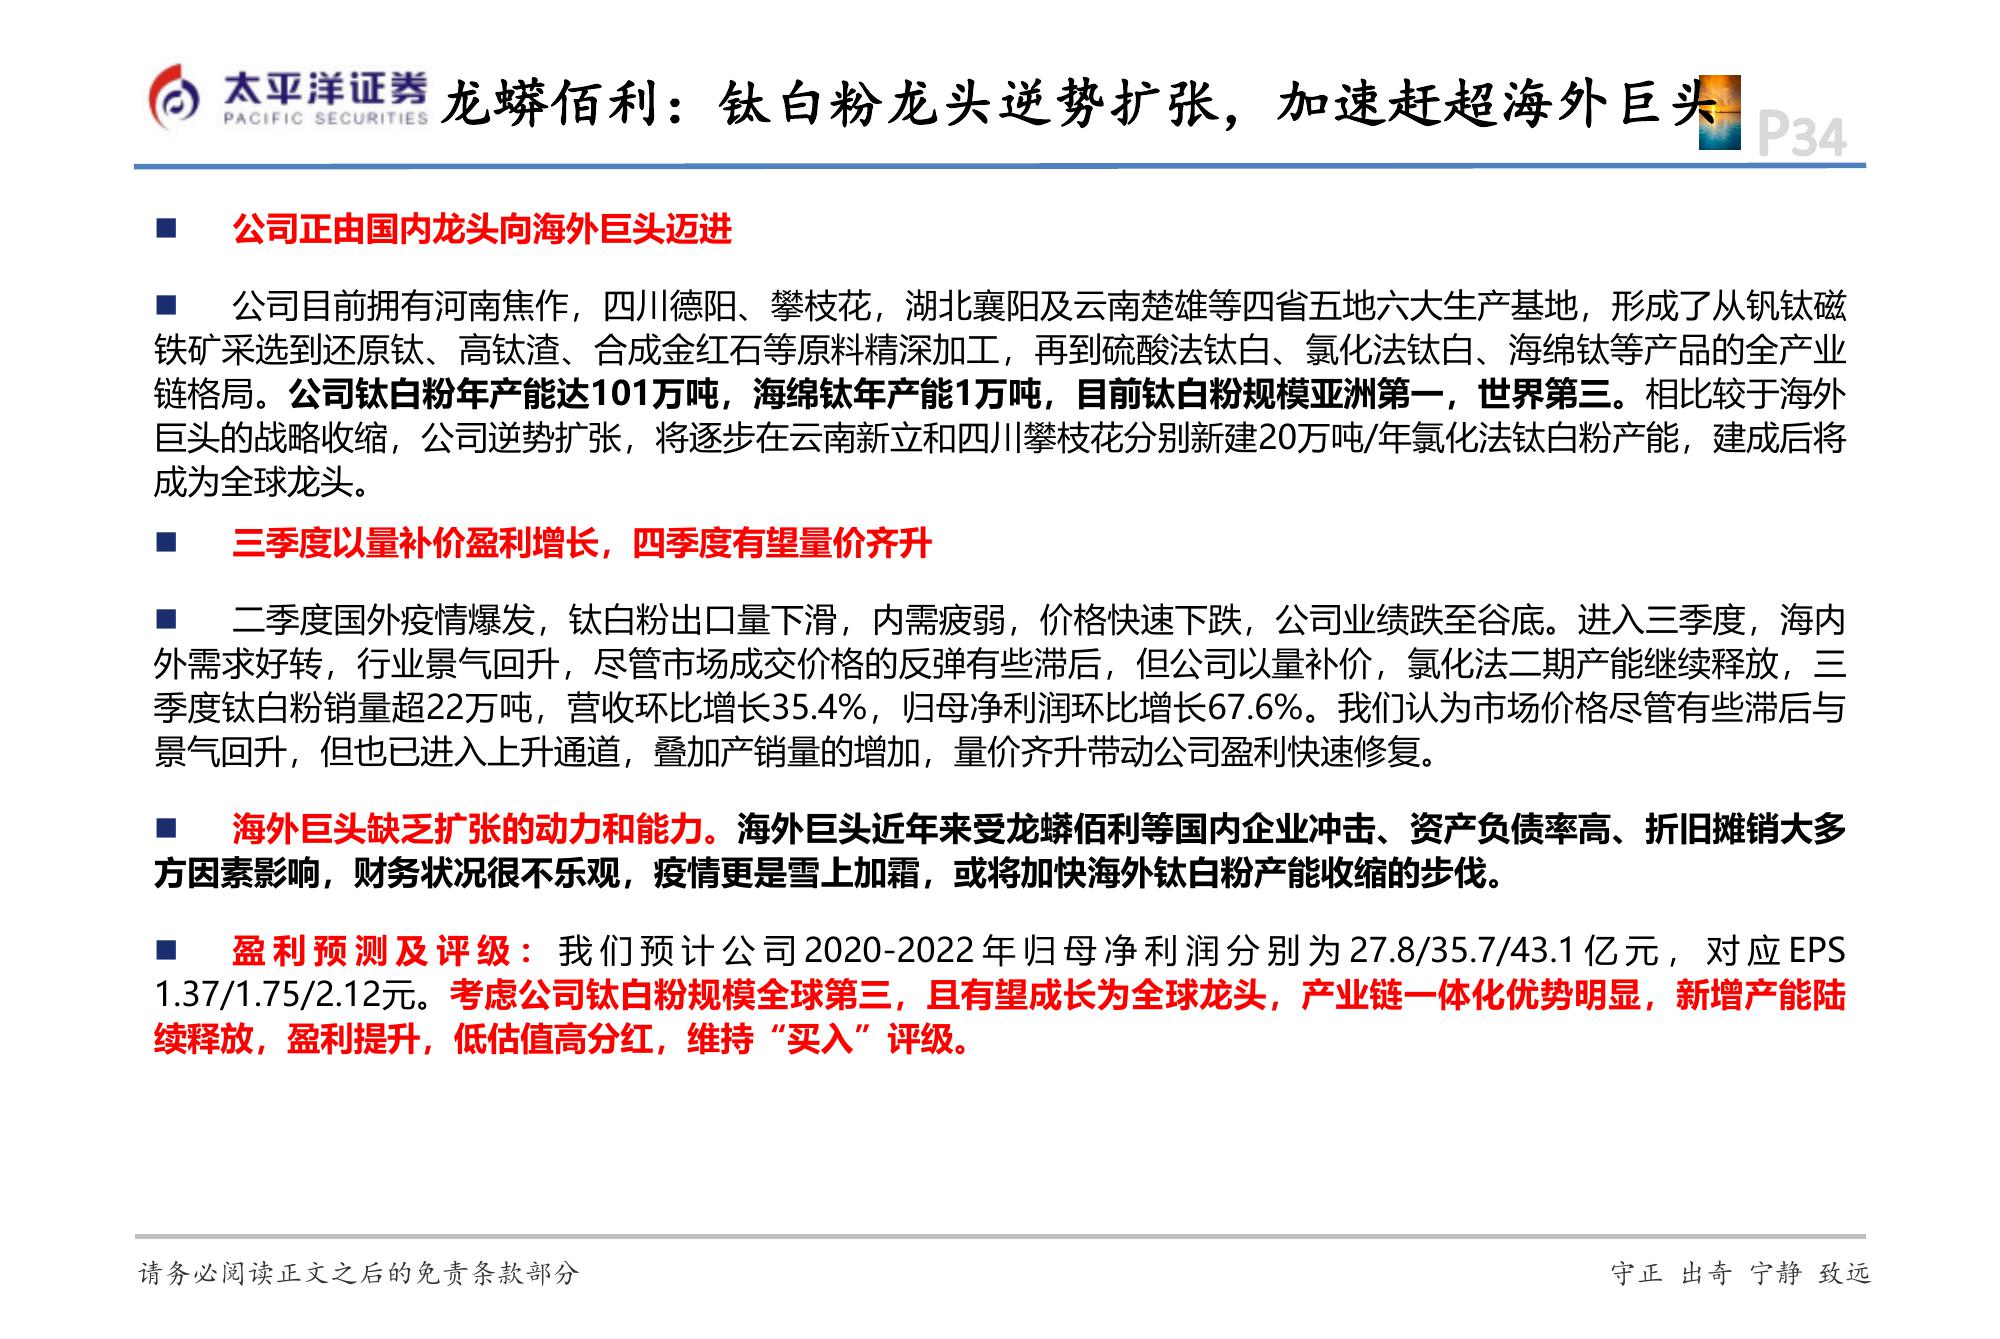 太平洋证券
PACIFIC SECURITIES
龙蟒佰利：钛白粉龙头逆势扩张，加速赶超海外巨头
P34
■ 公司正由国内龙头向海外巨头迈进
■ 公司目前拥有河南焦作，四川德阳、攀枝花，湖北襄阳及云南楚雄等四省五地六大生产基地，形成了从钒钛磁
铁矿采选到还原钛、高钛渣、合成金红石等原料精深加工，再到硫酸法钛白、氯化法钛白、海绵钛等产品的全产业
链格局。公司钛白粉年产能达101万吨，海绵钛年产能1万吨，目前钛白粉规模亚洲第一，世界第三。相比较于海外
巨头的战略收缩，公司逆势扩张，将逐步在云南新立和四川攀枝花分别新建20万吨/年氯化法钛白粉产能，建成后将
成为全球龙头。
■ 三季度以量补价盈利增长，四季度有望量价齐升
■ 二季度国外疫情爆发，钛白粉出口量下滑，内需疲弱，价格快速下跌，公司业绩跌至谷底。进入三季度，海内
外需求好转，行业景气回升，尽管市场成交价格的反弹有些滞后，但公司以量补价，氯化法二期产能继续释放，三
季度钛白粉销量超22万吨，营收环比增长35.4%，归母净利润环比增长67.6%。我们认为市场价格尽管有些滞后与
景气回升，但也已进入上升通道，叠加产销量的增加，量价齐升带动公司盈利快速修复。
■ 海外巨头缺乏扩张的动力和能力。海外巨头近年来受龙蟒佰利等国内企业冲击、资产负债率高、折旧摊销大多
方因素影响，财务状况很不乐观，疫情更是雪上加霜，或将加快海外钛白粉产能收缩的步伐。
■ 盈利预测及评级：我们预计公司2020-2022年归母净利润分别为27.8/35.7/43.1亿元，对应EPS
1.37/1.75/2.12元。考虑公司钛白粉规模全球第三，且有望成长为全球龙头，产业链一体化优势明显，新增产能陆
续释放，盈利提升，低估值高分红，维持“买入”评级。
请务必阅读正文之后的免责条款部分
守正 出奇 宁静 致远